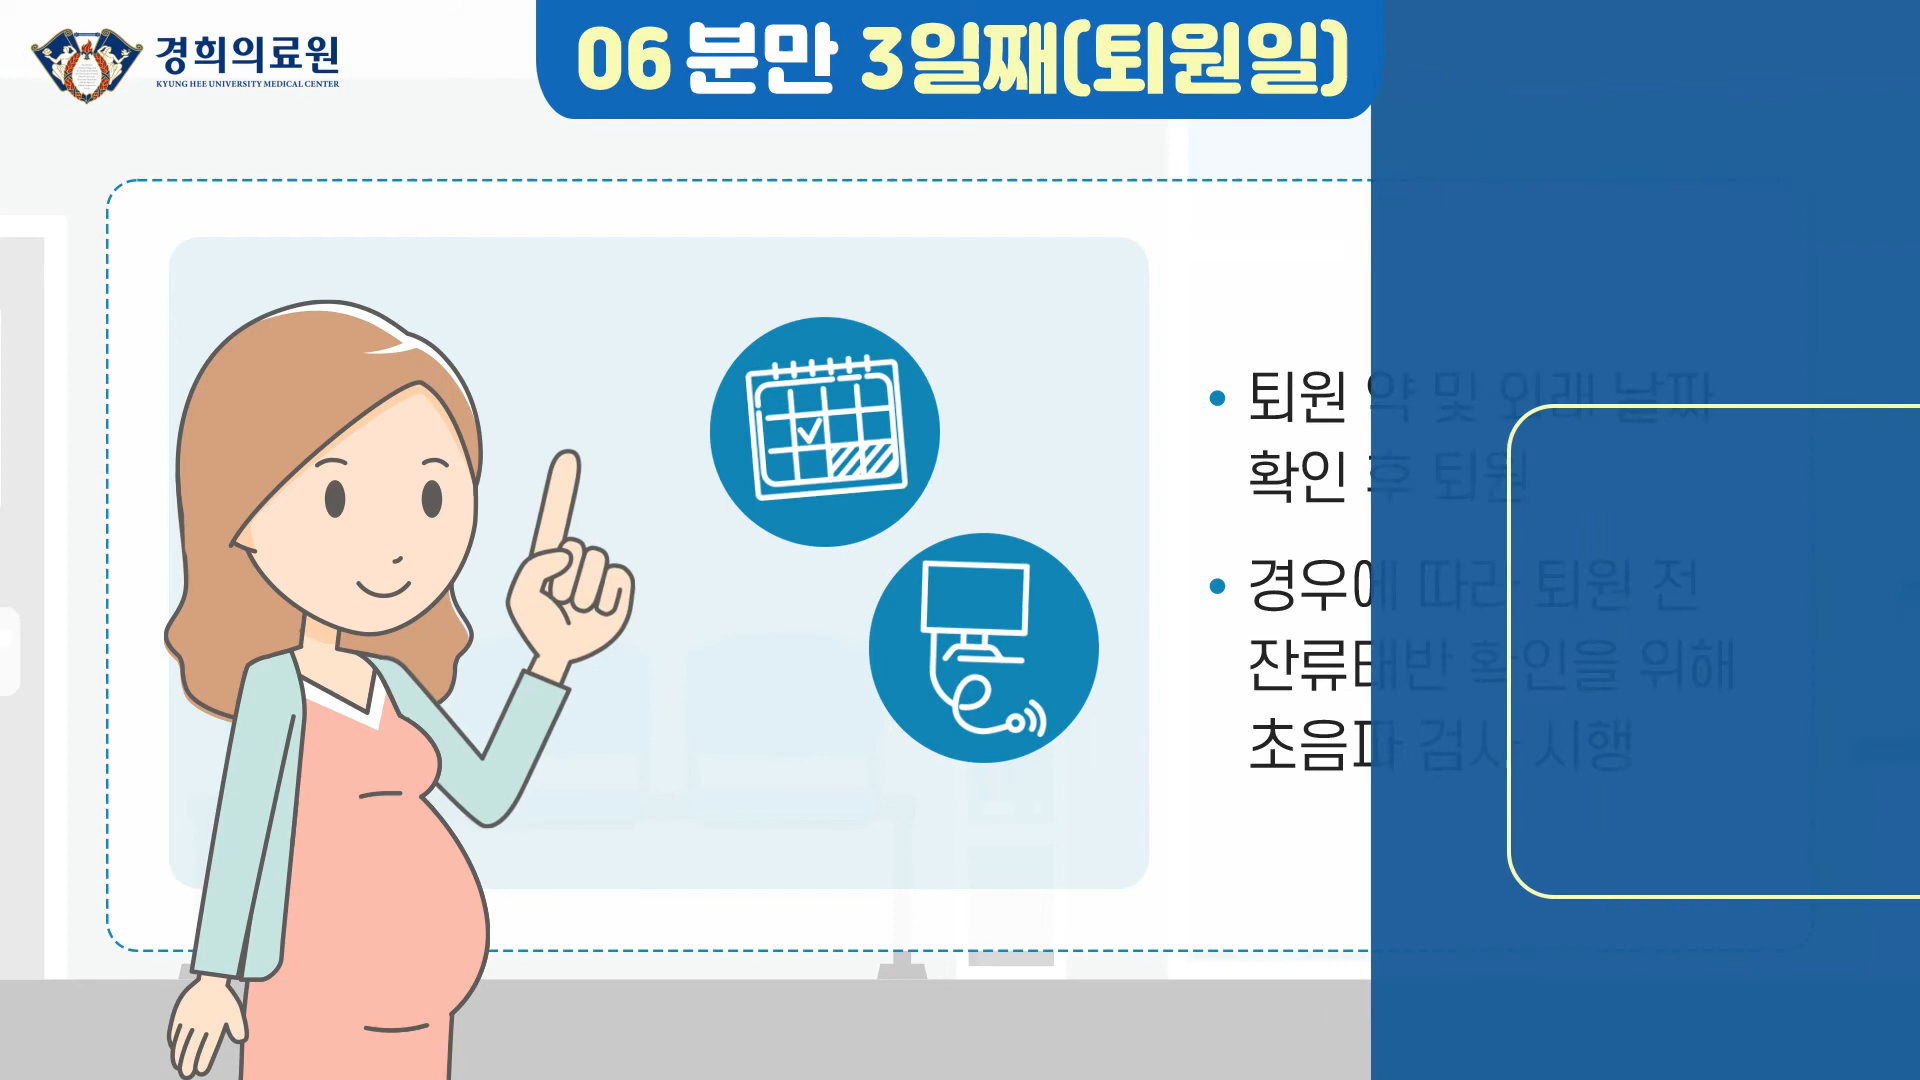 경희의료원
KYUNG HEE UNIVERSITY MEDICAL CENTER
06 분만 3일째(퇴원일)
퇴원 약 및 외래 날짜
확인 후 퇴원
경우에 따라 퇴원 전
잔류태반 확인을 위해
초음파 검사 시행